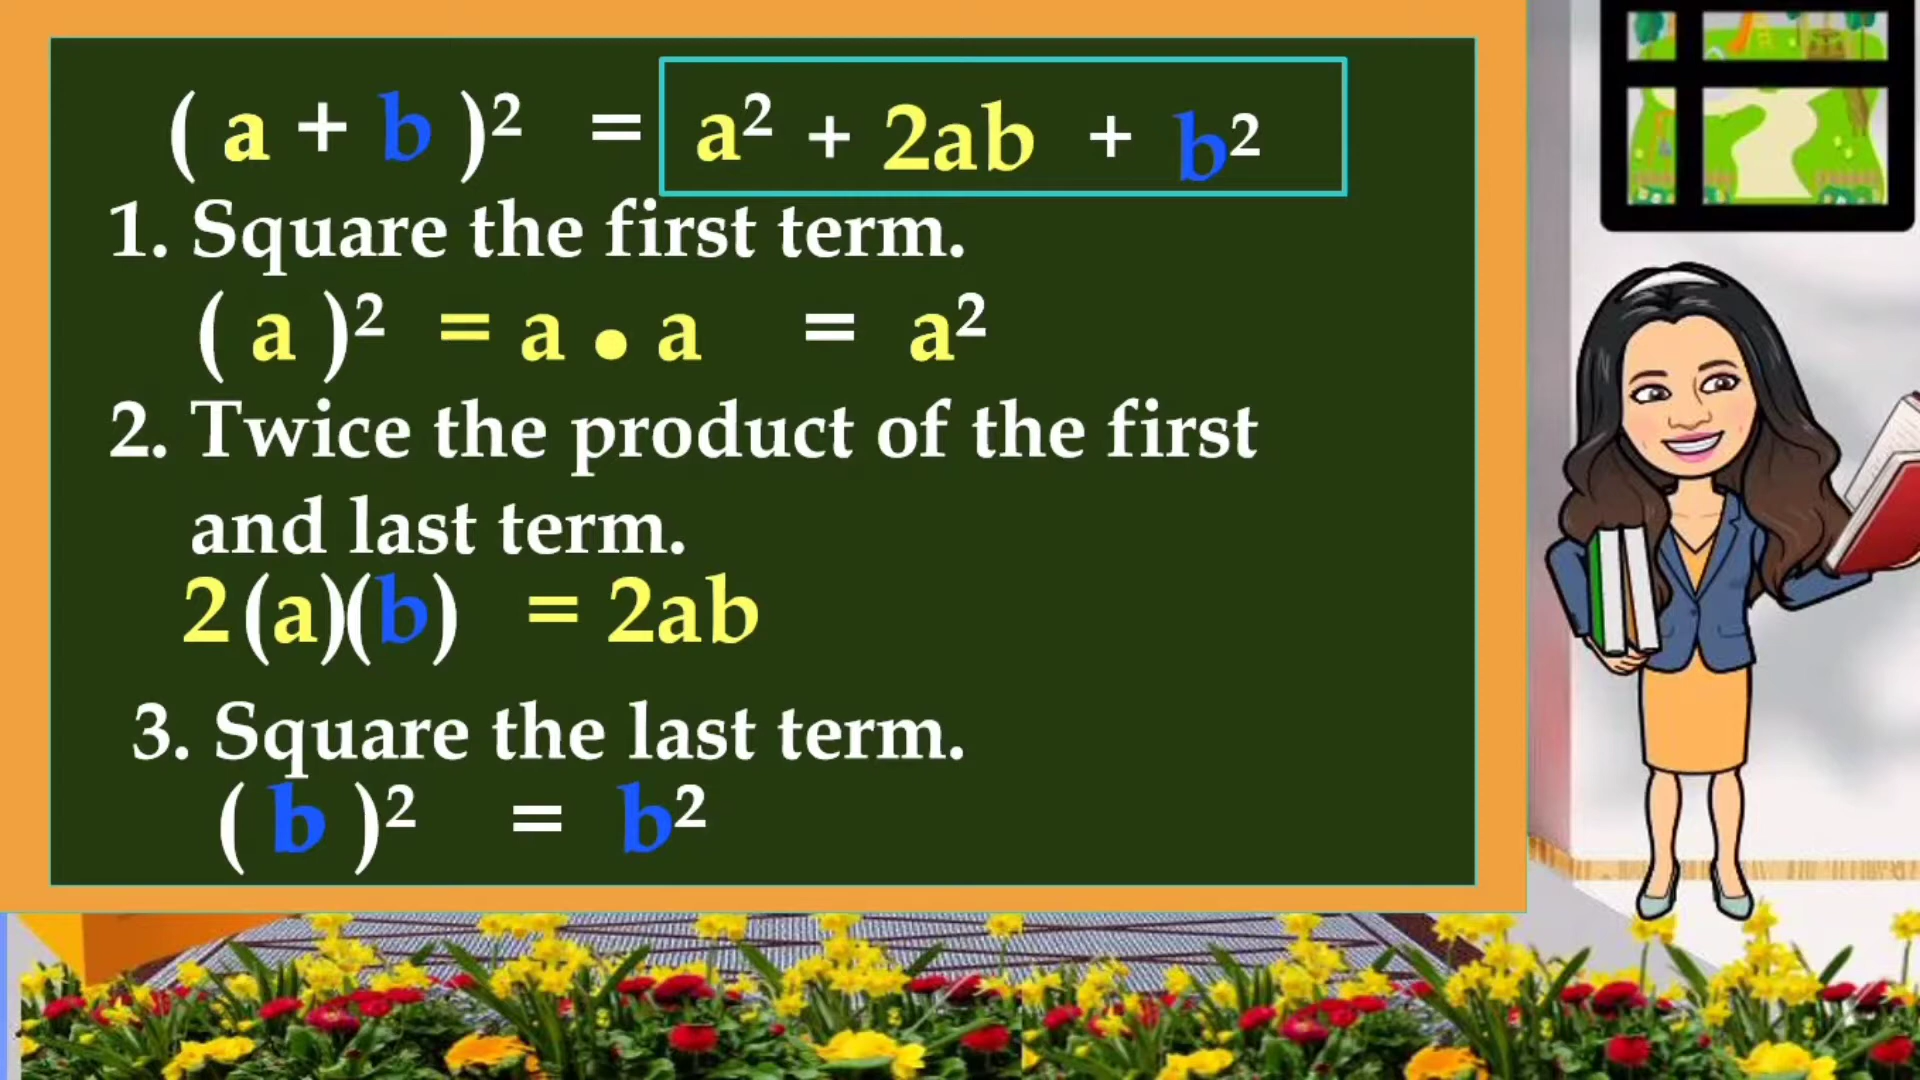 ( a + b )² = a² + 2ab + b²
1. Square the first term.
( a )² = a • a = a²
2. Twice the product of the first
and last term.
2(a)(b) = 2ab
3. Square the last term.
( b )² = b²